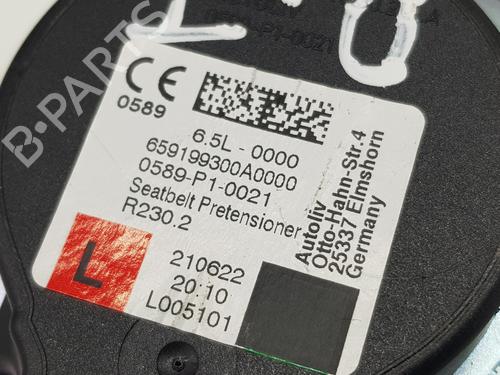 CE
0589
6.5L - 0000
659199300A0000
0589-P1-0021
Seatbelt Pretensioner
R230.2
L
210622
20:10
L005101
Autoliv
Otto-Hahn-Str.4
25337 Elmshorn
Germany
B-PARTS